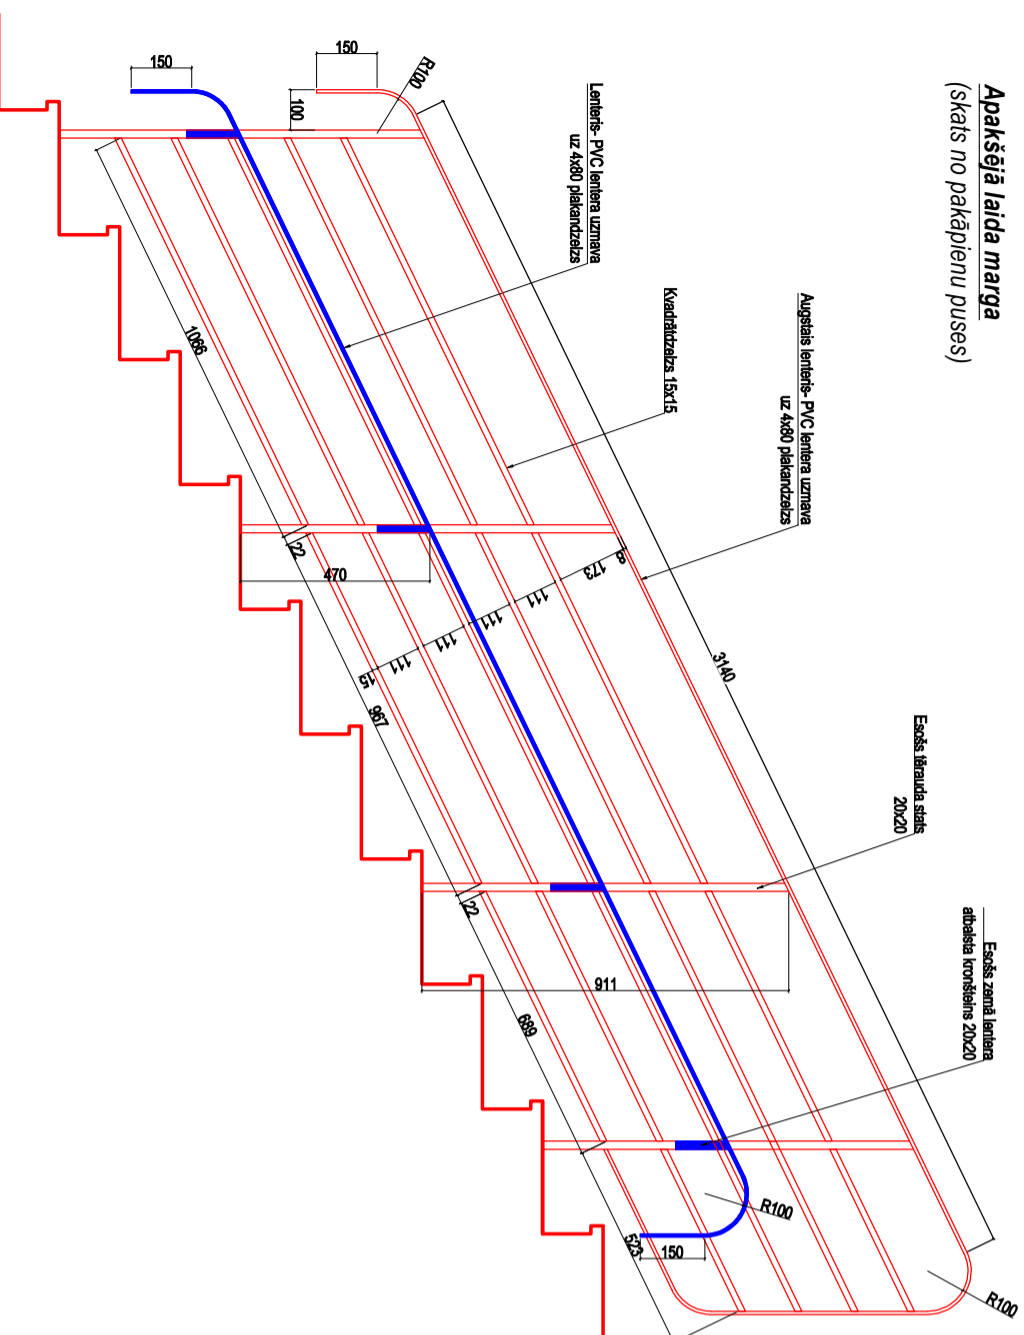 Apakšējā laida marga
(skats no pakāpienu puses)
Augstais lenteris- PVC lentera uzmava
uz 4x80 plakandzelzs
Kvadrātdzelzs 15x15
Lenteris- PVC lentera uzmava
uz 4x80 plakandzelzs
Esošs tērauda stats
20x20
Esošs zemā lentera
atbalsta kronšteins 20x20
150
150
100
R100
1066
22
470
8
173
111
111
111
111
111
15
967
3140
22
911
689
R100
150
523
R100